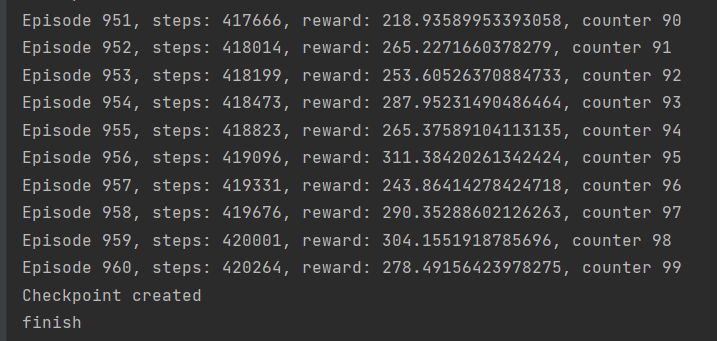 Episode 951, steps: 417666, reward: 218.93589953393058, counter 90
Episode 952, steps: 418014, reward: 265.2271660378279, counter 91
Episode 953, steps: 418199, reward: 253.60526370884733, counter 92
Episode 954, steps: 418473, reward: 287.95231490486464, counter 93
Episode 955, steps: 418823, reward: 265.37589104113135, counter 94
Episode 956, steps: 419096, reward: 311.38420261342424, counter 95
Episode 957, steps: 419331, reward: 243.86414278424718, counter 96
Episode 958, steps: 419676, reward: 290.35288602126263, counter 97
Episode 959, steps: 420001, reward: 304.1551918785696, counter 98
Episode 960, steps: 420264, reward: 278.49156423978275, counter 99
Checkpoint created
finish